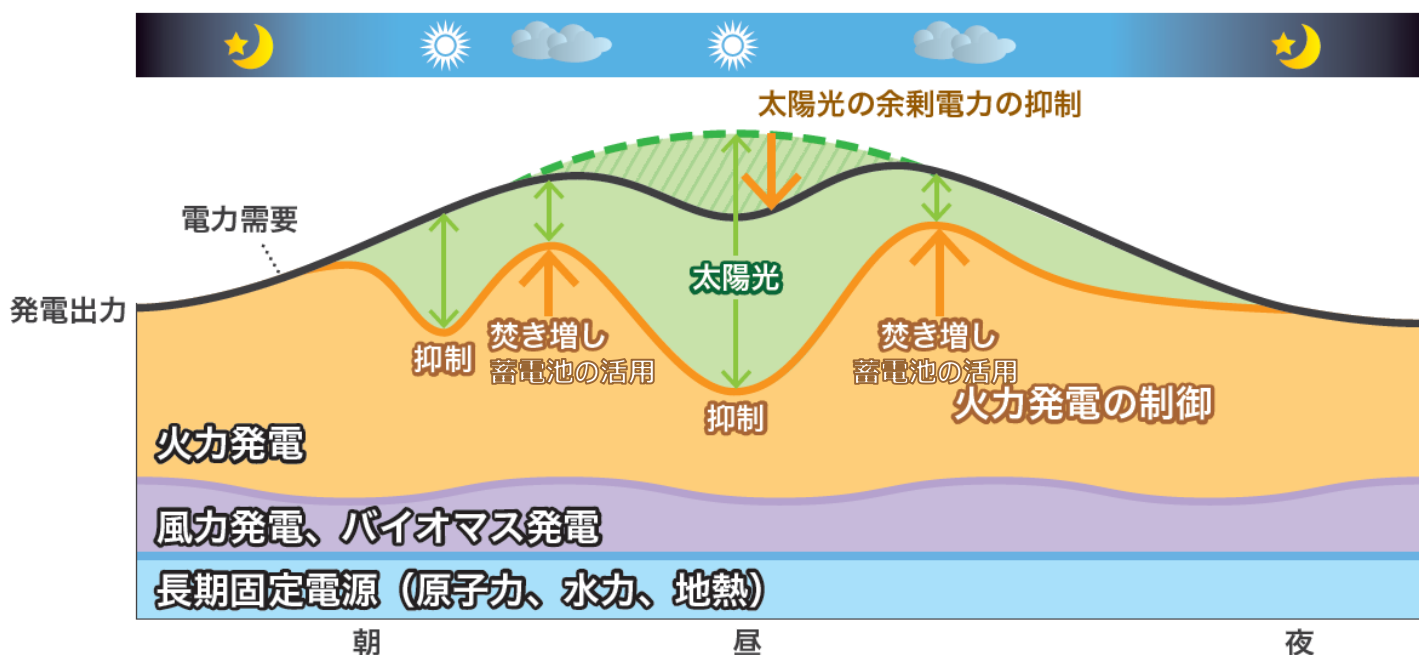 太陽光の余剰電力の抑制
電力需要
発電出力
太陽光
抑制
焚き増し
蓄電池の活用
抑制
焚き増し
蓄電池の活用
火力発電の制御
火力発電
風力発電、バイオマス発電
長期固定電源（原子力、水力、地熱）
朝
昼
夜